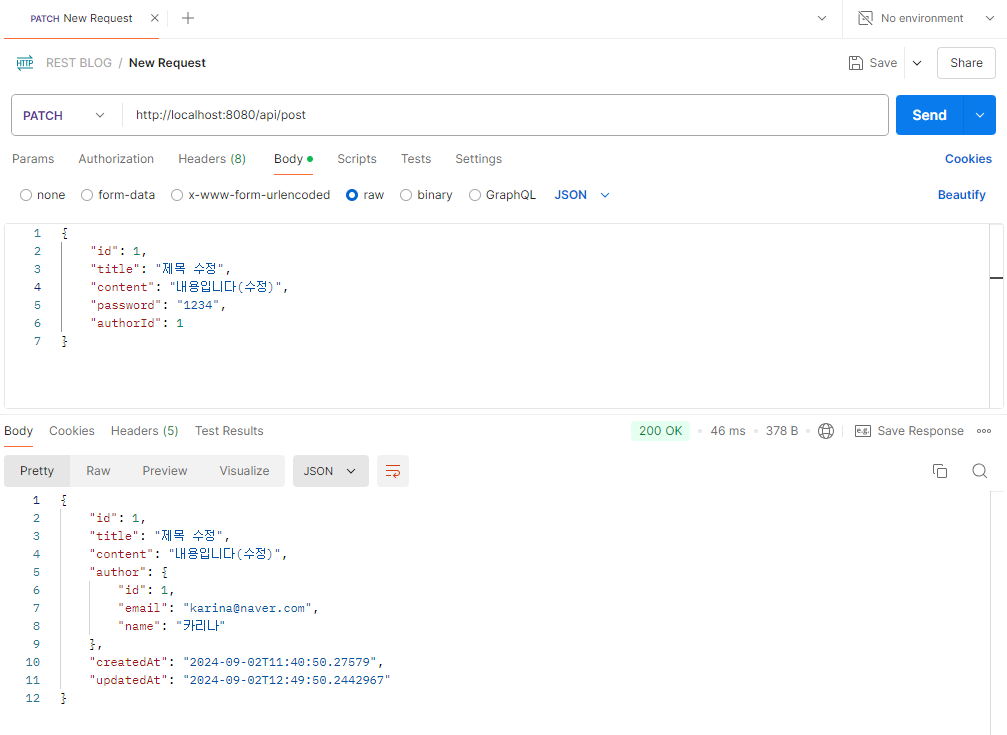 PATCH New Request
No environment
HTTP REST BLOG / New Request
Save
Share
PATCH http://localhost:8080/api/post
Send
Params Authorization Headers (8) Body Scripts Tests Settings Cookies
none form-data x-www-form-urlencoded raw binary GraphQL JSON Beautify
1 {
2 "id": 1,
3 "title": "제목 수정",
4 "content": "내용입니다(수정)",
5 "password": "1234",
6 "authorId": 1
7 }
Body Cookies Headers (5) Test Results 200 OK 46 ms 378 B e.g. Save Response
Pretty Raw Preview Visualize JSON
1 {
2 "id": 1,
3 "title": "제목 수정",
4 "content": "내용입니다(수정)",
5 "author": {
6 "id": 1,
7 "email": "karina@naver.com",
8 "name": "카리나"
9 },
10 "createdAt": "2024-09-02T11:40:50.27579",
11 "updatedAt": "2024-09-02T12:49:50.2442967"
12 }